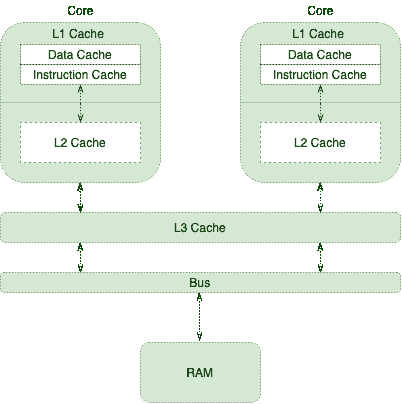 Core
Core
L1 Cache
L1 Cache
Data Cache
Data Cache
Instruction Cache
Instruction Cache
L2 Cache
L2 Cache
L3 Cache
Bus
RAM